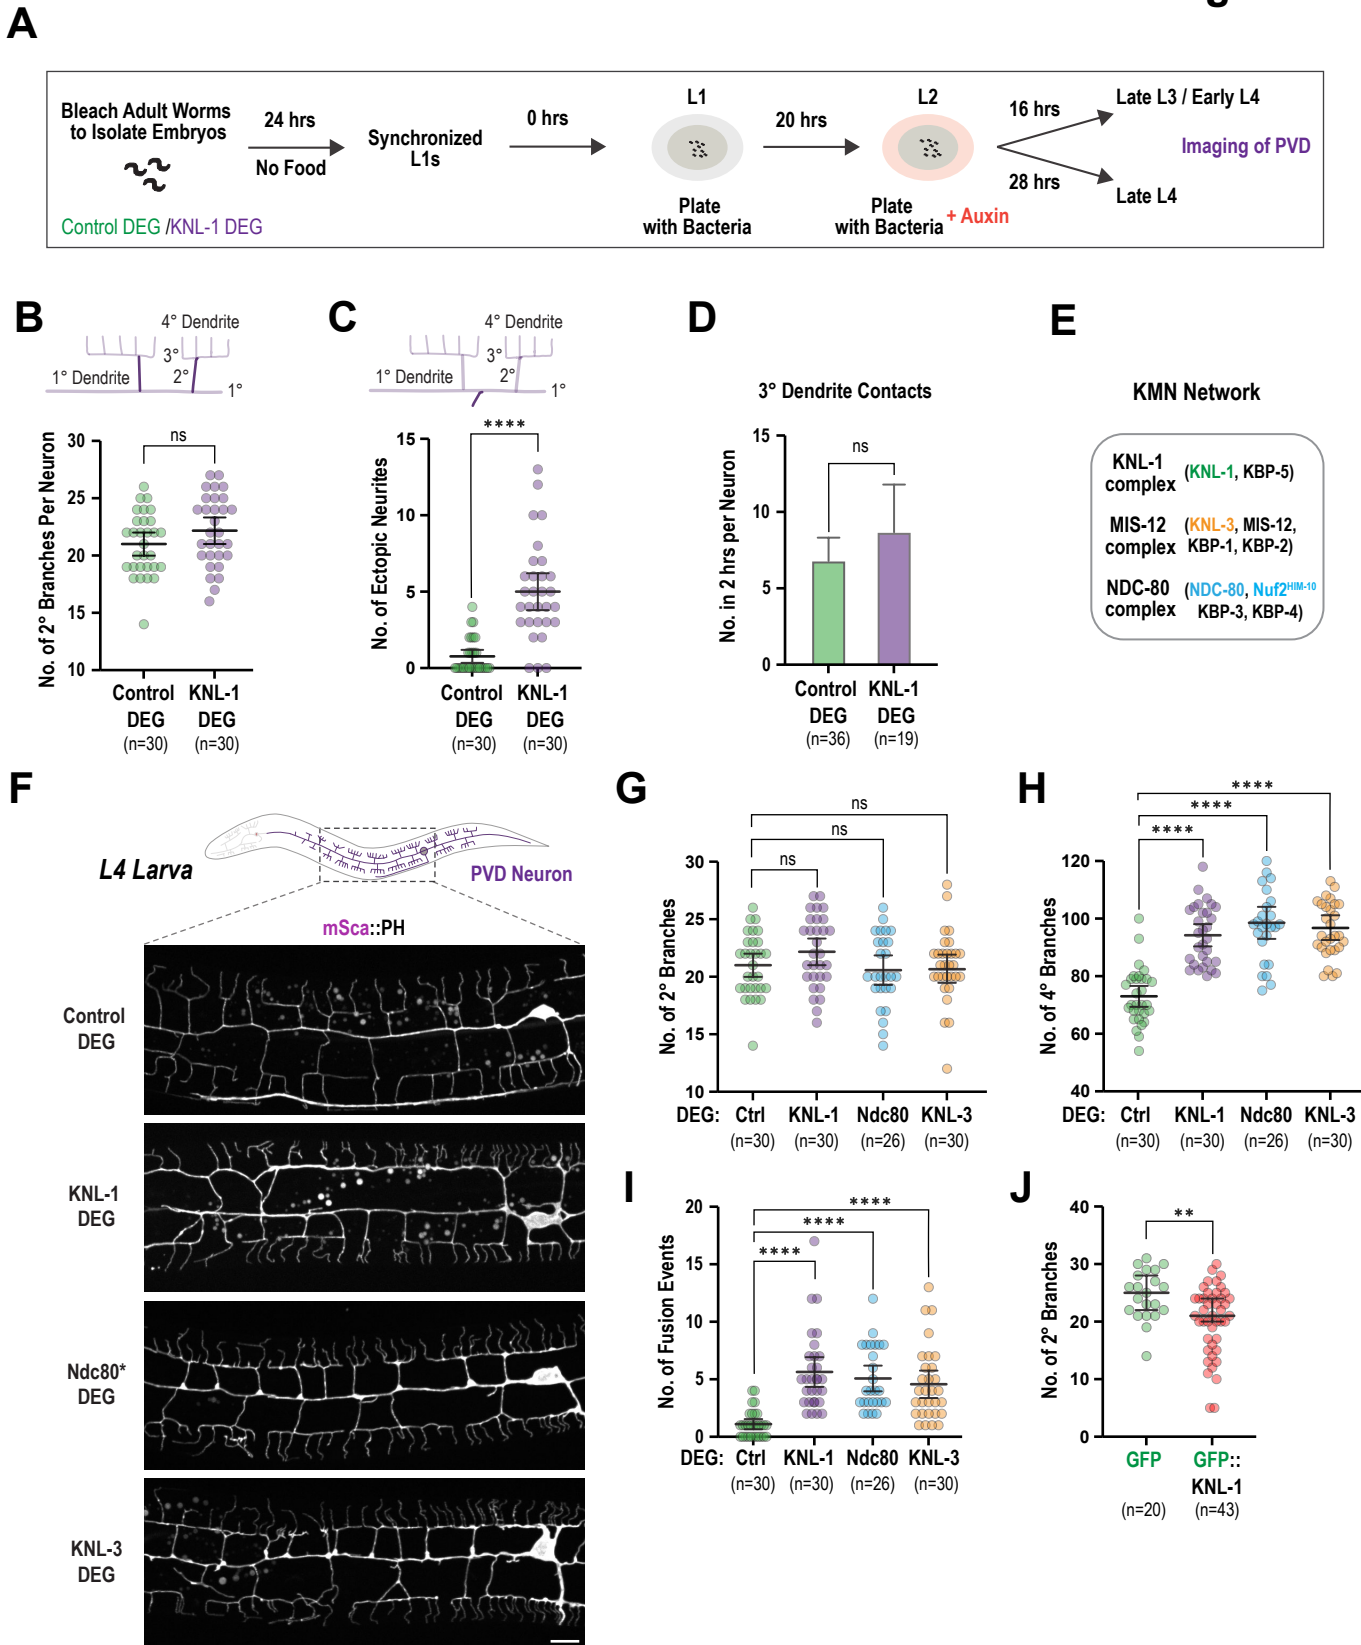 A
Bleach Adult Worms
to Isolate Embryos
Control DEG /KNL-1 DEG
24 hrs
No Food
Synchronized
L1s
0 hrs
L1
Plate
with Bacteria
20 hrs
L2
Plate
with Bacteria
+ Auxin
16 hrs
28 hrs
Late L3 / Early L4
Imaging of PVD
Late L4
B
4° Dendrite
3°
1° Dendrite
2°
1°
No. of 2° Branches Per Neuron
30
25
20
15
10
ns
Control
DEG
(n=30)
KNL-1
DEG
(n=30)
C
4° Dendrite
3°
1° Dendrite
2°
1°
No. of Ectopic Neurites
15
10
5
0
****
Control
DEG
(n=30)
KNL-1
DEG
(n=30)
D
3° Dendrite Contacts
No. in 2 hrs per Neuron
15
10
5
0
ns
Control
DEG
(n=36)
KNL-1
DEG
(n=19)
E
KMN Network
KNL-1
complex
(KNL-1, KBP-5)
MIS-12
complex
(KNL-3, MIS-12,
KBP-1, KBP-2)
NDC-80
complex
(NDC-80, Nuf2HIM-10
KBP-3, KBP-4)
F
L4 Larva
PVD Neuron
mSca::PH
Control
DEG
KNL-1
DEG
Ndc80*
DEG
KNL-3
DEG
G
No. of 2° Branches
30
25
20
15
10
ns
ns
ns
DEG: Ctrl KNL-1 Ndc80 KNL-3
(n=30) (n=30) (n=26) (n=30)
H
No. of 4° Branches
120
100
80
60
40
****
****
****
DEG: Ctrl KNL-1 Ndc80 KNL-3
(n=30) (n=30) (n=26) (n=30)
I
No. of Fusion Events
20
15
10
5
0
****
****
****
DEG: Ctrl KNL-1 Ndc80 KNL-3
(n=30) (n=30) (n=26) (n=30)
J
No. of 2° Branches
40
30
20
10
0
**
GFP
(n=20)
GFP::
KNL-1
(n=43)